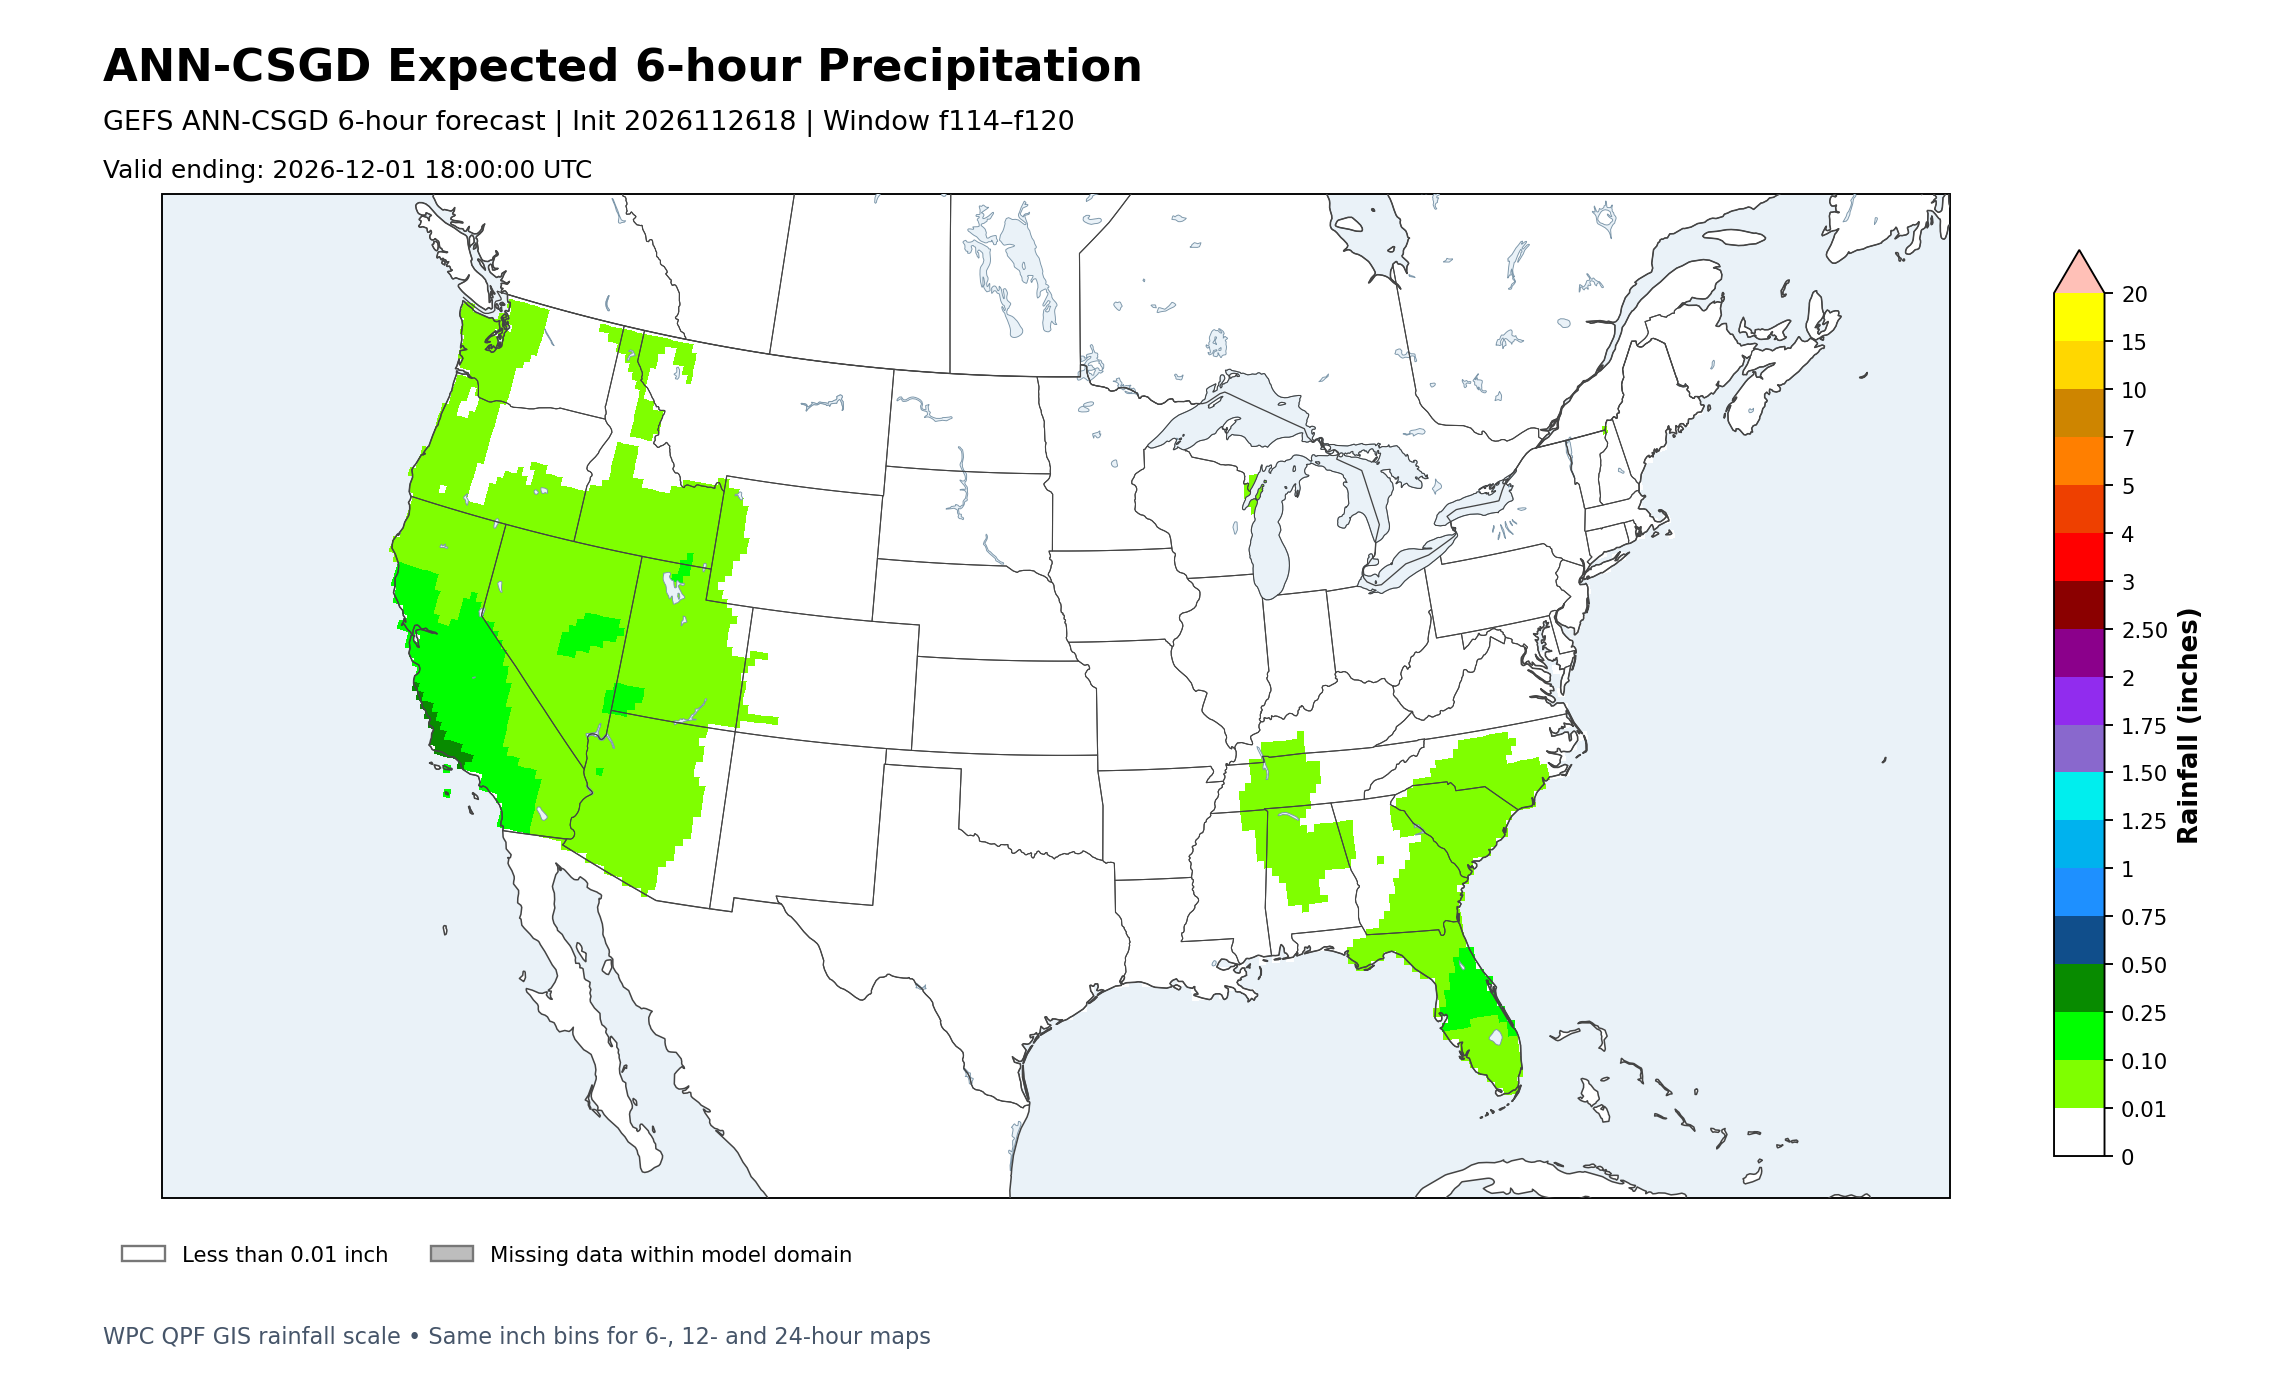 ANN-CSGD Expected 6-hour Precipitation
GEFS ANN-CSGD 6-hour forecast | Init 2026112618 | Window f114–f120
Valid ending: 2026-12-01 18:00:00 UTC
20
15
10
7
5
4
3
2.50
2
1.75
1.50
1.25
1
0.75
0.50
0.25
0.10
0.01
0
Rainfall (inches)
Less than 0.01 inch
Missing data within model domain
WPC QPF GIS rainfall scale • Same inch bins for 6-, 12- and 24-hour maps